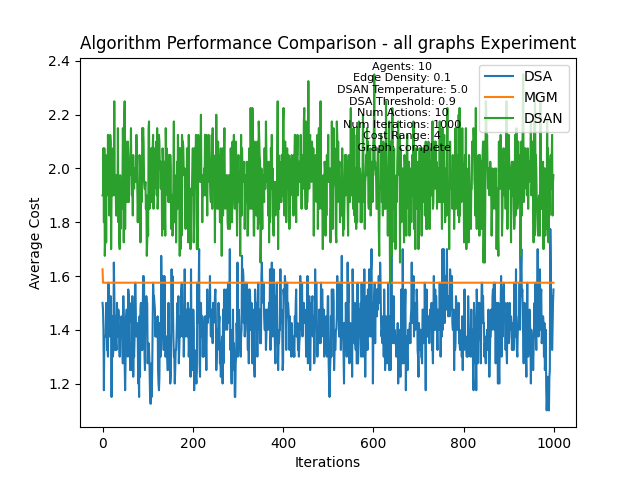 Algorithm Performance Comparison - all graphs Experiment
Agents: 10
Edge Density: 0.1
DSAN Temperature: 5.0
DSA Threshold: 0.9
Num Actions: 10
Num Iterations: 1000
Cost Range: 4
Graph: complete
DSA
MGM
DSAN
Average Cost
2.4
2.2
2.0
1.8
1.6
1.4
1.2
0
200
400
600
800
1000
Iterations